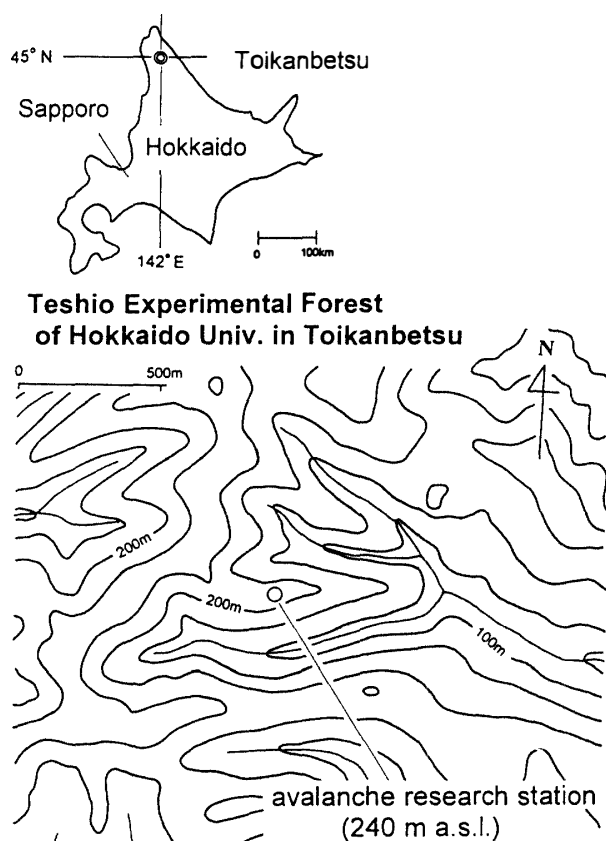 45° N
Toikanbetsu
Sapporo
Hokkaido
142° E
0 100km
Teshio Experimental Forest
of Hokkaido Univ. in Toikanbetsu
0 500m
N
200m
200m
100m
avalanche research station
(240 m a.s.l.)